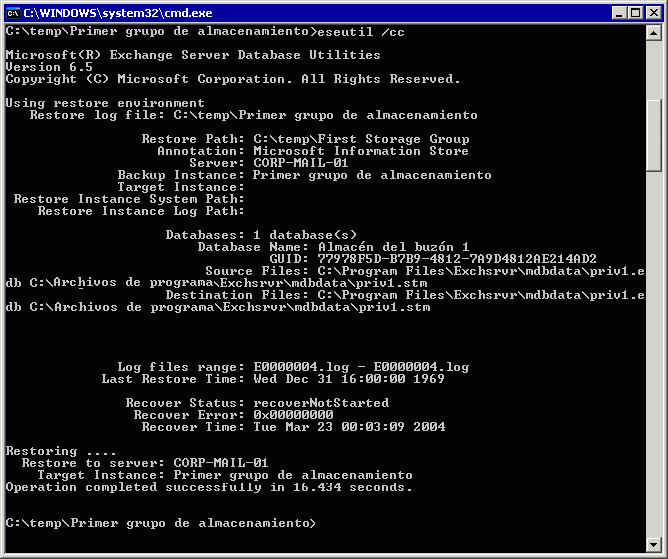 C:\WINDOWS\system32\cmd.exe
C:\temp\Primer grupo de almacenamiento>eseutil /cc
Microsoft(R) Exchange Server Database Utilities
Version 6.5
Copyright (C) Microsoft Corporation. All Rights Reserved.
Using restore environment
Restore log file: C:\temp\Primer grupo de almacenamiento
Restore Path: C:\temp\First Storage Group
Annotation: Microsoft Information Store
Server: CORP-MAIL-01
Backup Instance: Primer grupo de almacenamiento
Target Instance:
Restore Instance System Path:
Restore Instance Log Path:
Databases: 1 database(s)
Database Name: Almacén del buzón 1
GUID: 77978F5D-B7B9-4812-7A9D4812AE214AD2
Source Files: C:\Program Files\Exchsrvr\mdbdata\priv1.e
db C:\Archivos de programa\Exchsrvr\mdbdata\priv1.stm
Destination Files: C:\Program Files\Exchsrvr\mdbdata\priv1.e
db C:\Archivos de programa\Exchsrvr\mdbdata\priv1.stm
Log files range: E0000004.log - E0000004.log
Last Restore Time: Wed Dec 31 16:00:00 1969
Recover Status: recoverNotStarted
Recover Error: 0x00000000
Recover Time: Tue Mar 23 00:03:09 2004
Restoring ....
Restore to server: CORP-MAIL-01
Target Instance: Primer grupo de almacenamiento
Operation completed successfully in 16.434 seconds.
C:\temp\Primer grupo de almacenamiento>